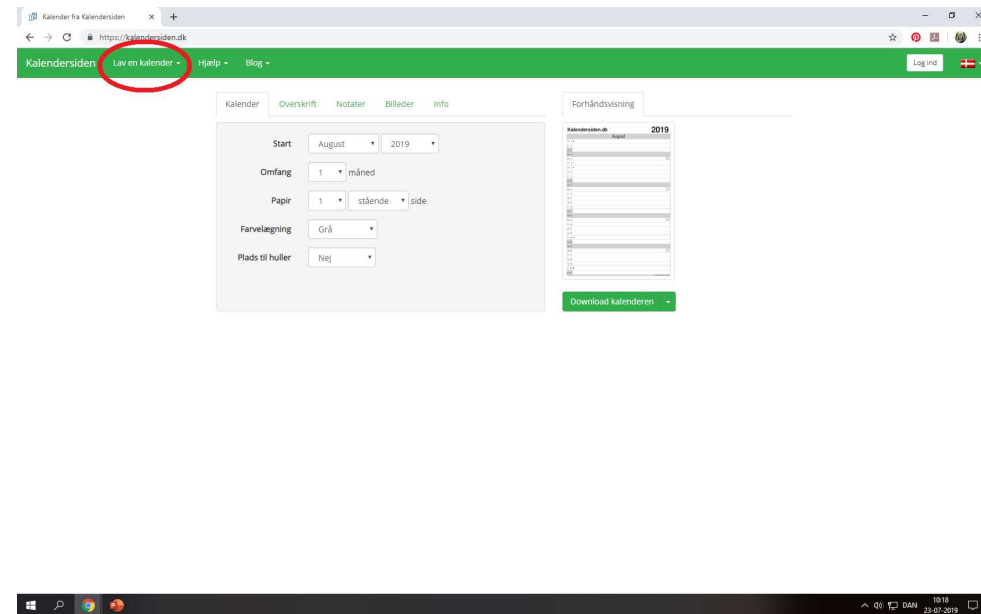 Kalender fra Kalendersiden
https://kalendersiden.dk
Kalendersiden Lav en kalender Hjælp Blog Log ind
Kalender Overskrift Notater Billeder Info
Forhåndsvisning
Start August 2019
Omfang 1 måned
Papir 1 stående side
Farvelægning Grå
Plads til huller Nej
Kalendersiden.dk 2019
August
Download kalenderen
DAN 10:18
23-07-2019